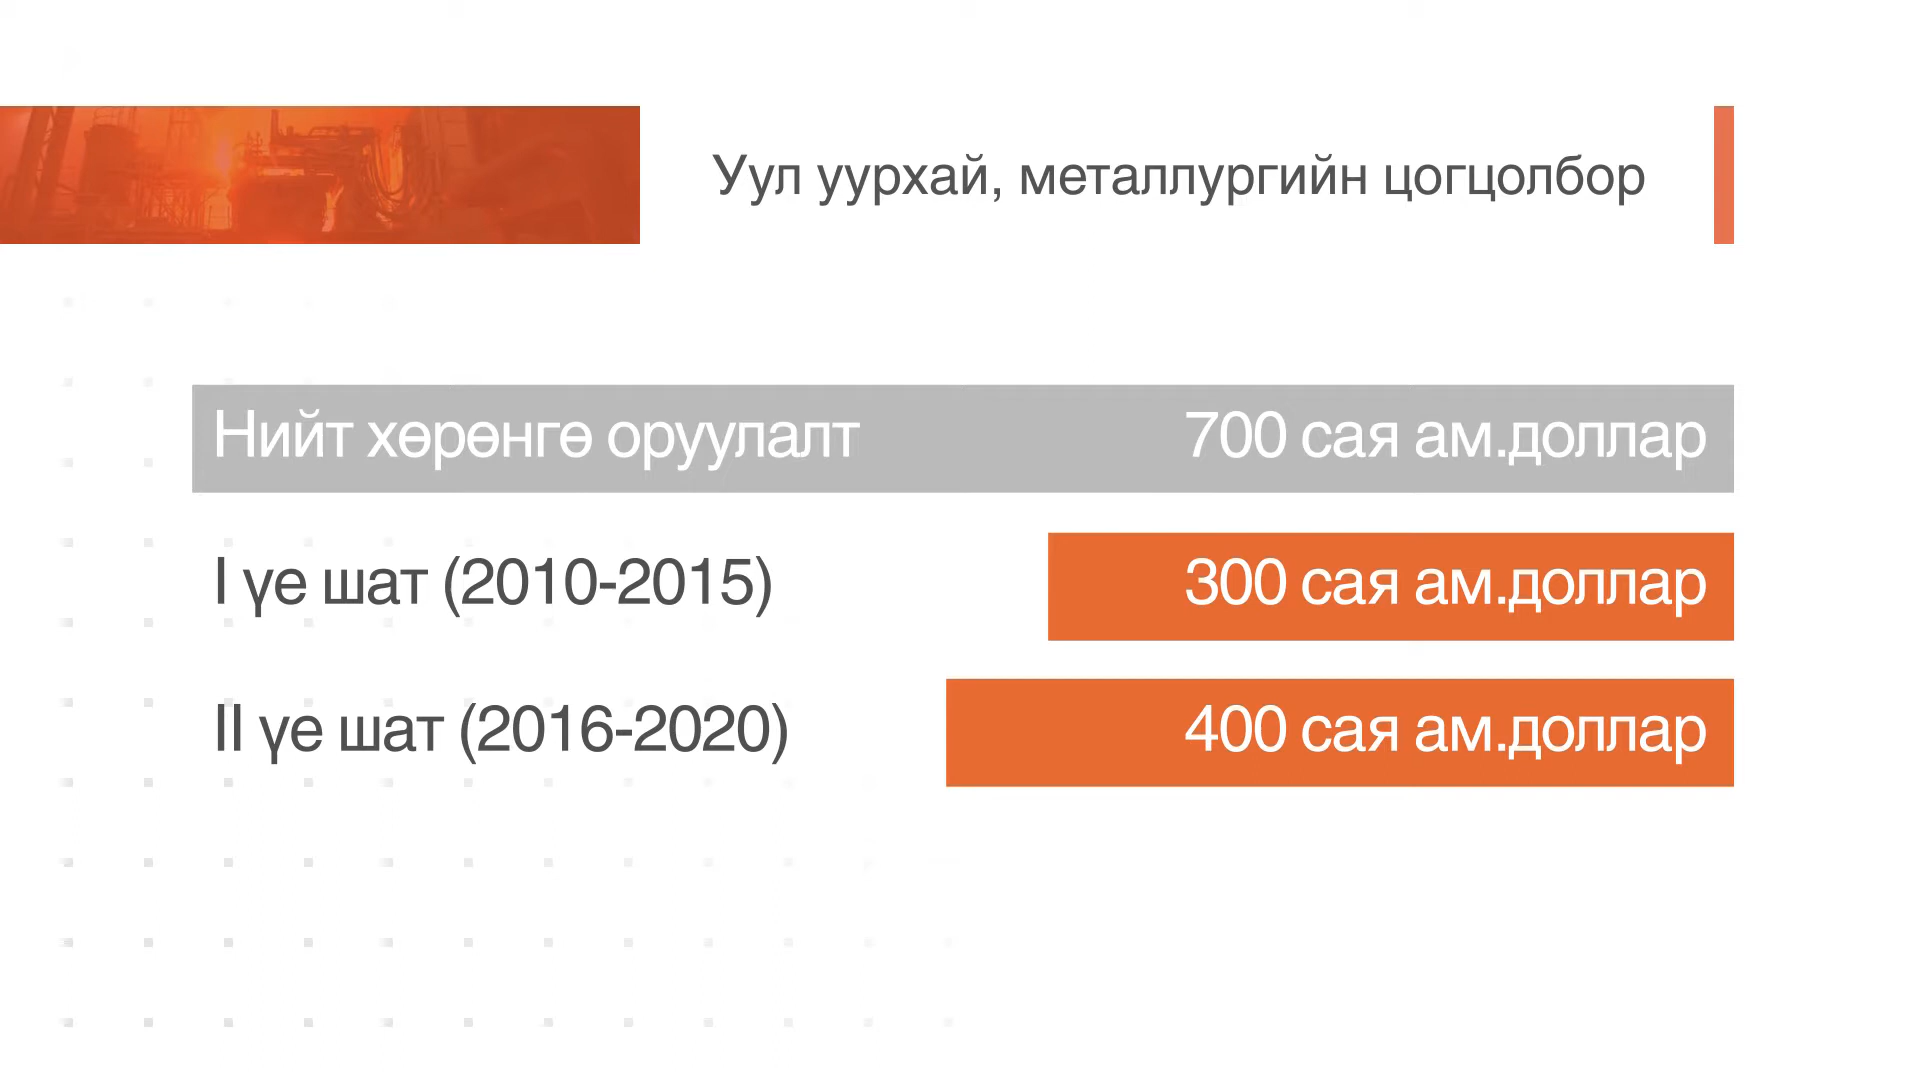 Уул уурхай, металлургийн цогцолбор
Нийт хөрөнгө оруулалт 700 сая ам.доллар
I үе шат (2010-2015) 300 сая ам.доллар
II үе шат (2016-2020) 400 сая ам.доллар